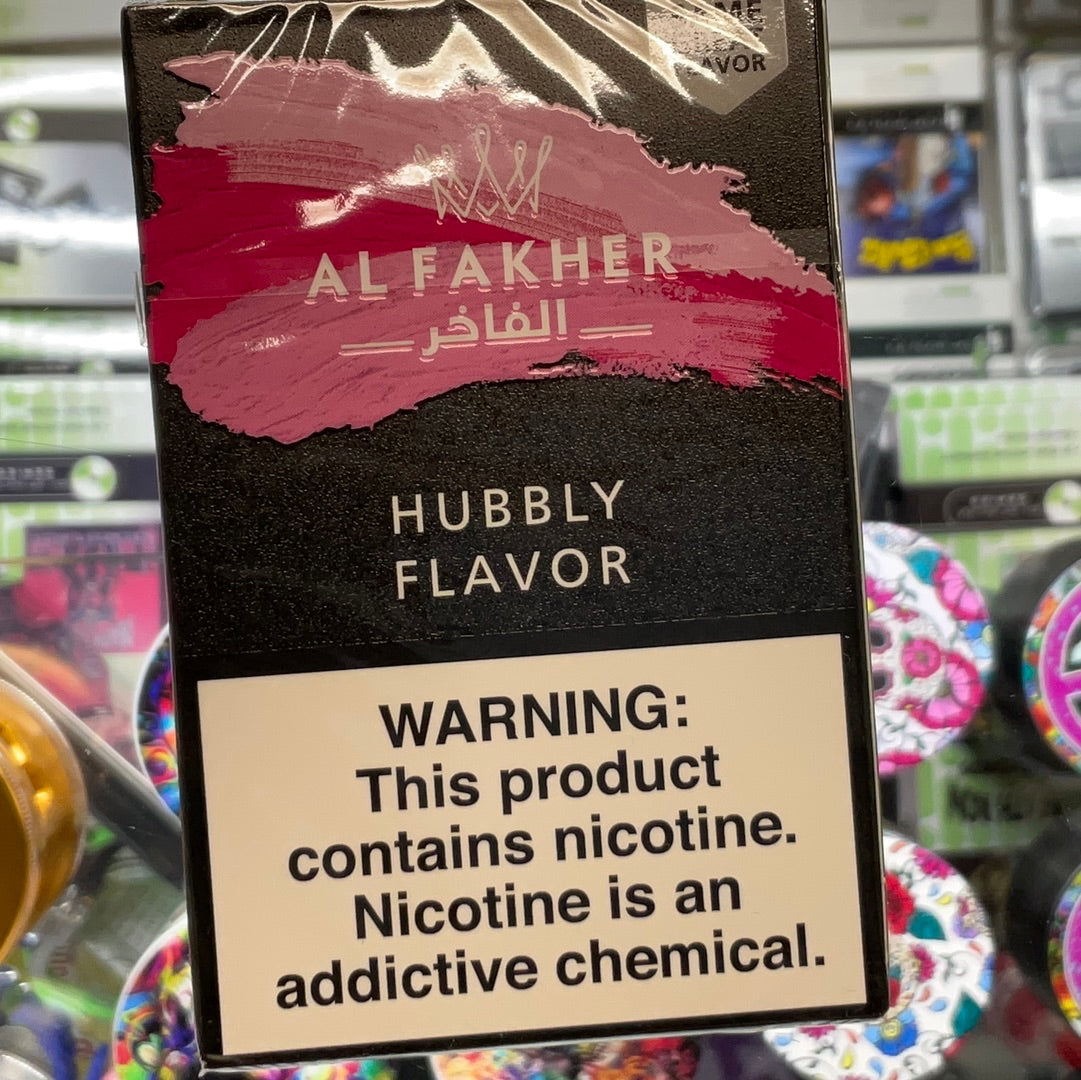 AL FAKHER
الفاخر
HUBBLY
FLAVOR
WARNING:
This product
contains nicotine.
Nicotine is an
addictive chemical.